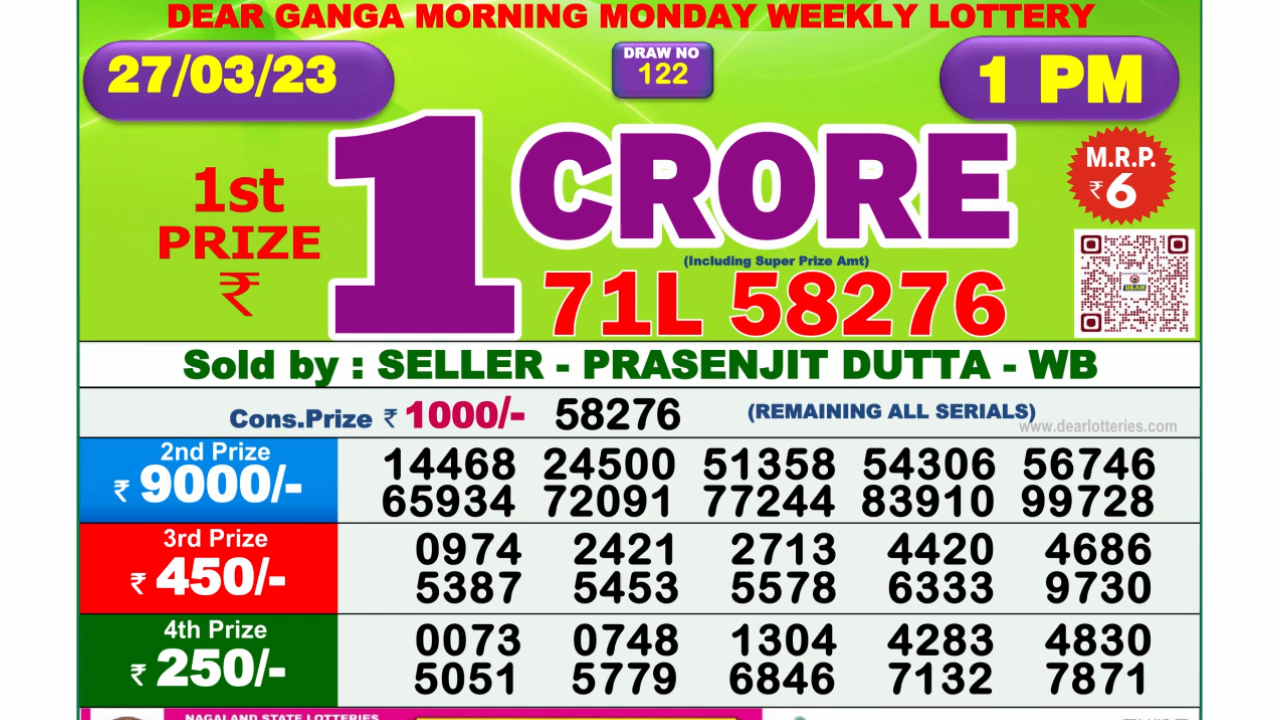 DEAR GANGA MORNING MONDAY WEEKLY LOTTERY
27/03/23
DRAW NO
122
1 PM
1st
PRIZE
₹
1 CRORE
(Including Super Prize Amt)
71L 58276
M.R.P.
₹6
Sold by : SELLER - PRASENJIT DUTTA - WB
Cons.Prize ₹ 1000/- 58276 (REMAINING ALL SERIALS)
www.dearlotteries.com
2nd Prize
₹ 9000/-
14468 24500 51358 54306 56746
65934 72091 77244 83910 99728
3rd Prize
₹ 450/-
0974 2421 2713 4420 4686
5387 5453 5578 6333 9730
4th Prize
₹ 250/-
0073 0748 1304 4283 4830
5051 5779 6846 7132 7871
NAGALAND STATE LOTTERIES